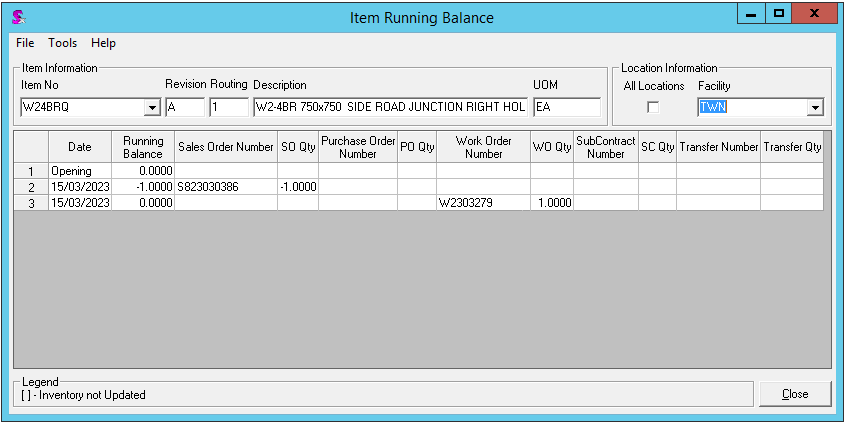 Item Running Balance
File Tools Help
Item Information
Location Information
Item No Revision Routing Description UOM
All Locations Facility
W24BRQ A 1 W2-4BR 750x750 SIDE ROAD JUNCTION RIGHT HOL EA
TWN
Date Running Balance Sales Order Number SO Qty Purchase Order Number PO Qty Work Order Number WO Qty SubContract Number SC Qty Transfer Number Transfer Qty
1 Opening 0.0000
2 15/03/2023 -1.0000 S823030386 -1.0000
3 15/03/2023 0.0000 W2303279 1.0000
Legend
[ ] - Inventory not Updated
Close